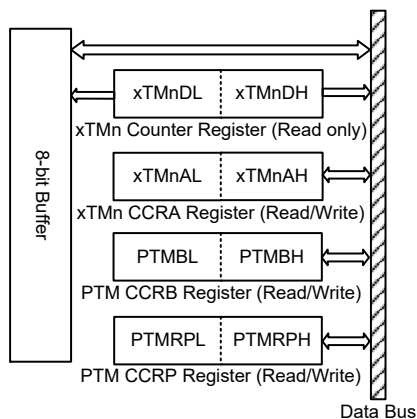 8-bit Buffer
xTMnDL xTMnDH
xTMn Counter Register (Read only)
xTMnAL xTMnAH
xTMn CCRA Register (Read/Write)
PTMBL PTMBH
PTM CCRB Register (Read/Write)
PTMRPL PTMRPH
PTM CCRP Register (Read/Write)
Data Bus